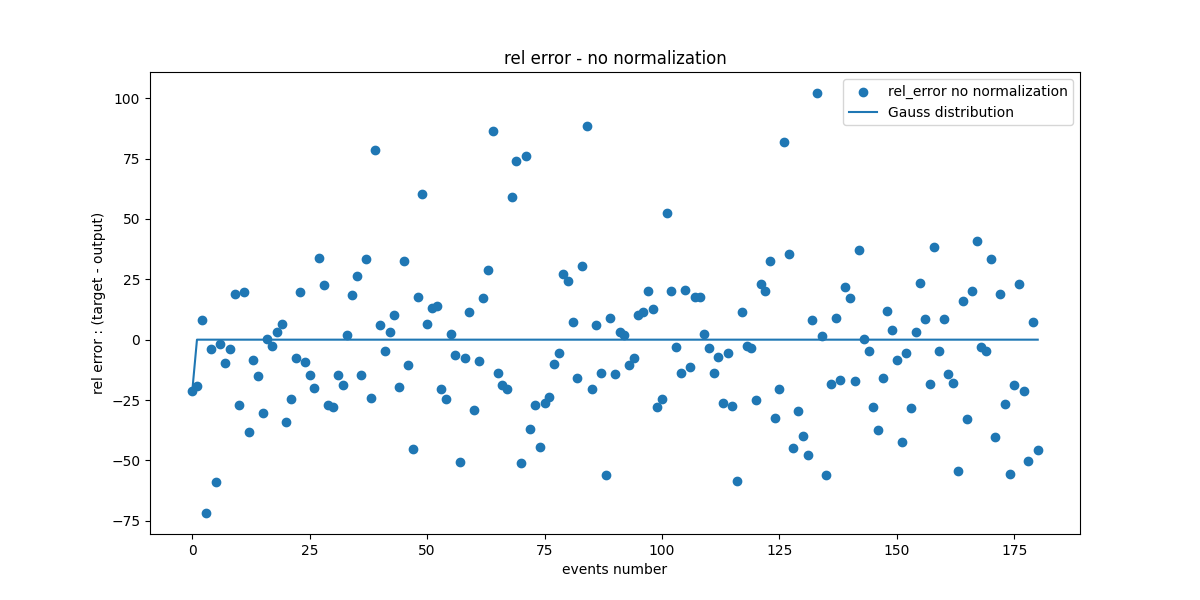 rel error - no normalization
rel_error no normalization
Gauss distribution
rel error : (target - output)
100
75
50
25
0
−25
−50
−75
0 25 50 75 100 125 150 175
events number